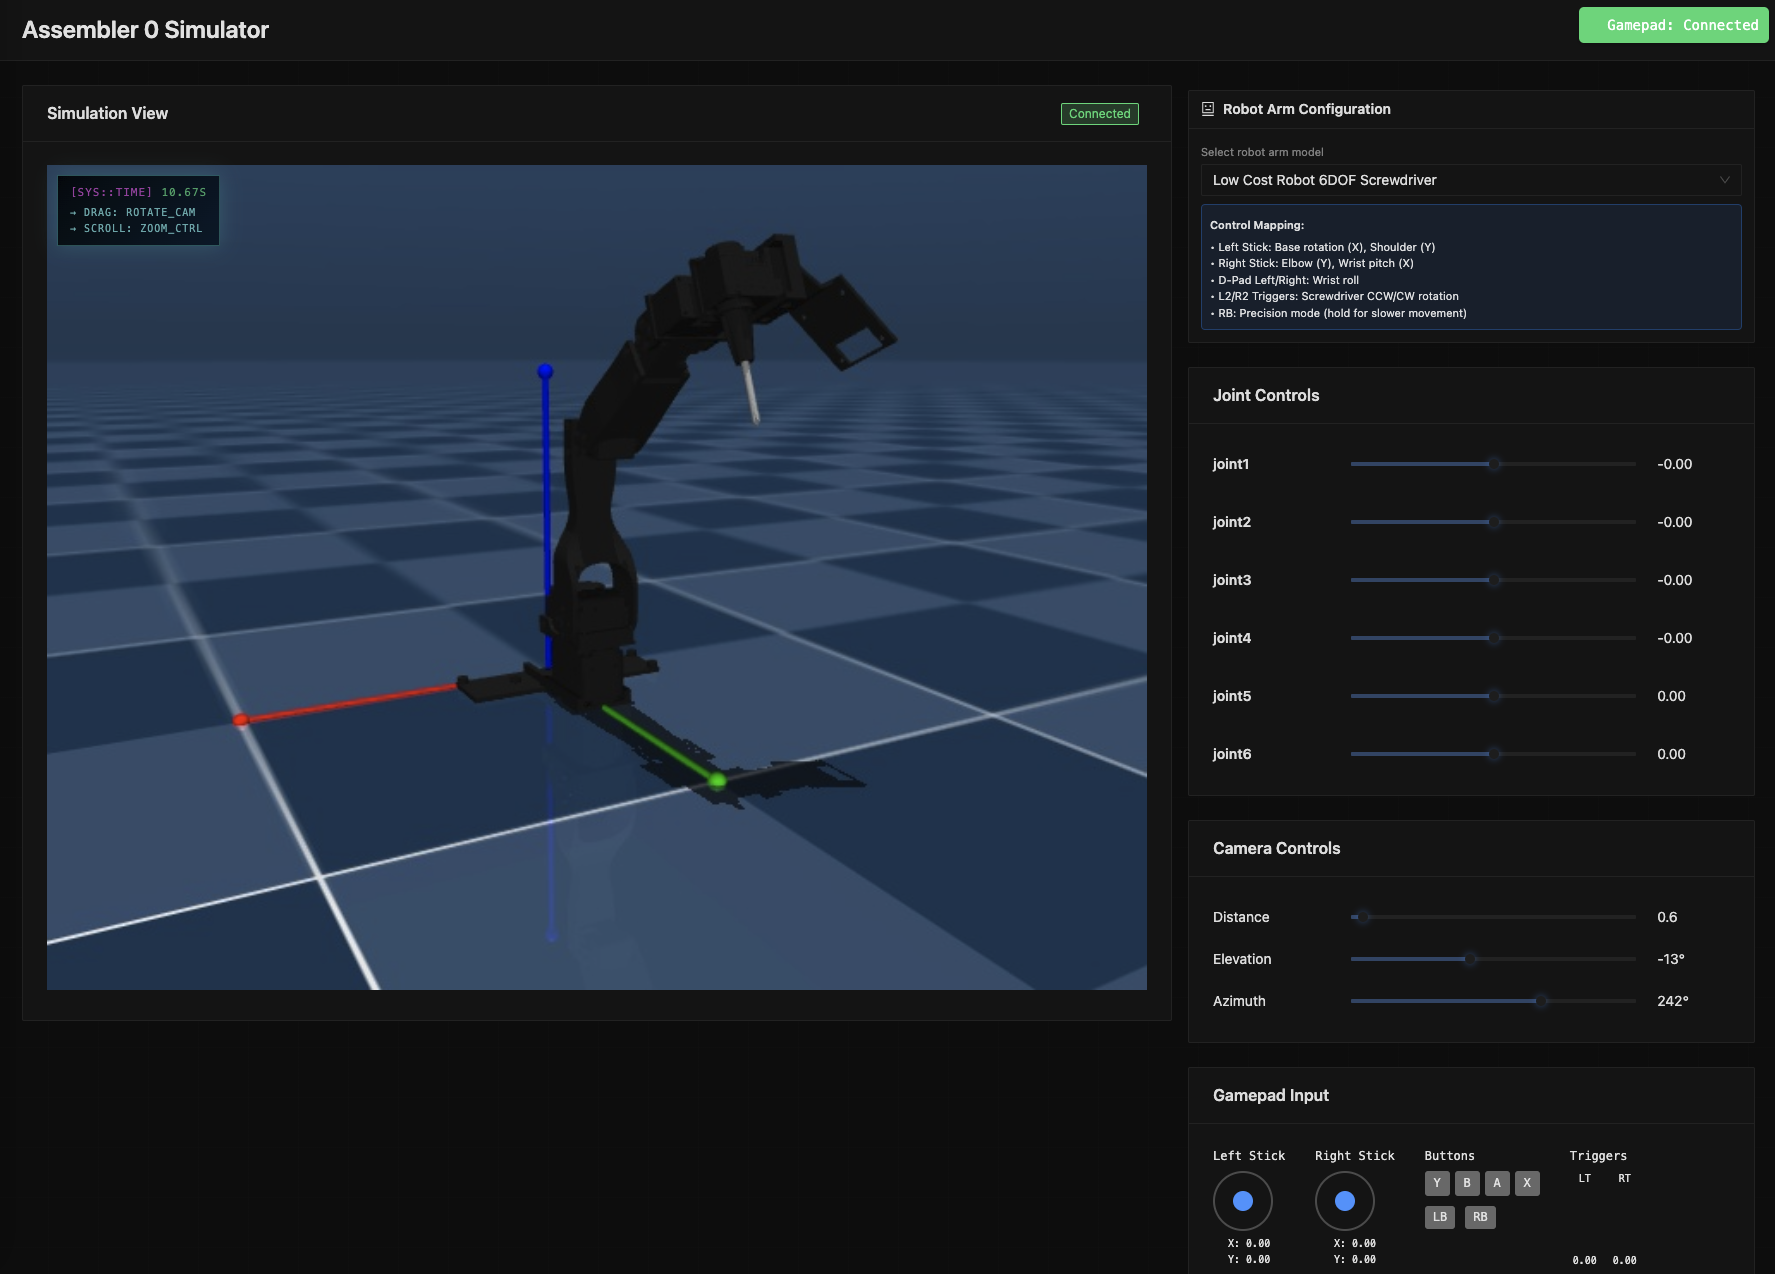 Assembler 0 Simulator
Gamepad: Connected
Simulation View
Connected
[SYS::TIME] 10.67S
→ DRAG: ROTATE_CAM
→ SCROLL: ZOOM_CTRL
Robot Arm Configuration
Select robot arm model
Low Cost Robot 6DOF Screwdriver
Control Mapping:
• Left Stick: Base rotation (X), Shoulder (Y)
• Right Stick: Elbow (Y), Wrist pitch (X)
• D-Pad Left/Right: Wrist roll
• L2/R2 Triggers: Screwdriver CCW/CW rotation
• RB: Precision mode (hold for slower movement)
Joint Controls
joint1 -0.00
joint2 -0.00
joint3 -0.00
joint4 -0.00
joint5 0.00
joint6 0.00
Camera Controls
Distance 0.6
Elevation -13°
Azimuth 242°
Gamepad Input
Left Stick Right Stick Buttons Triggers
LT RT
Y B A X
LB RB
X: 0.00 X: 0.00
Y: 0.00 Y: 0.00 0.00 0.00